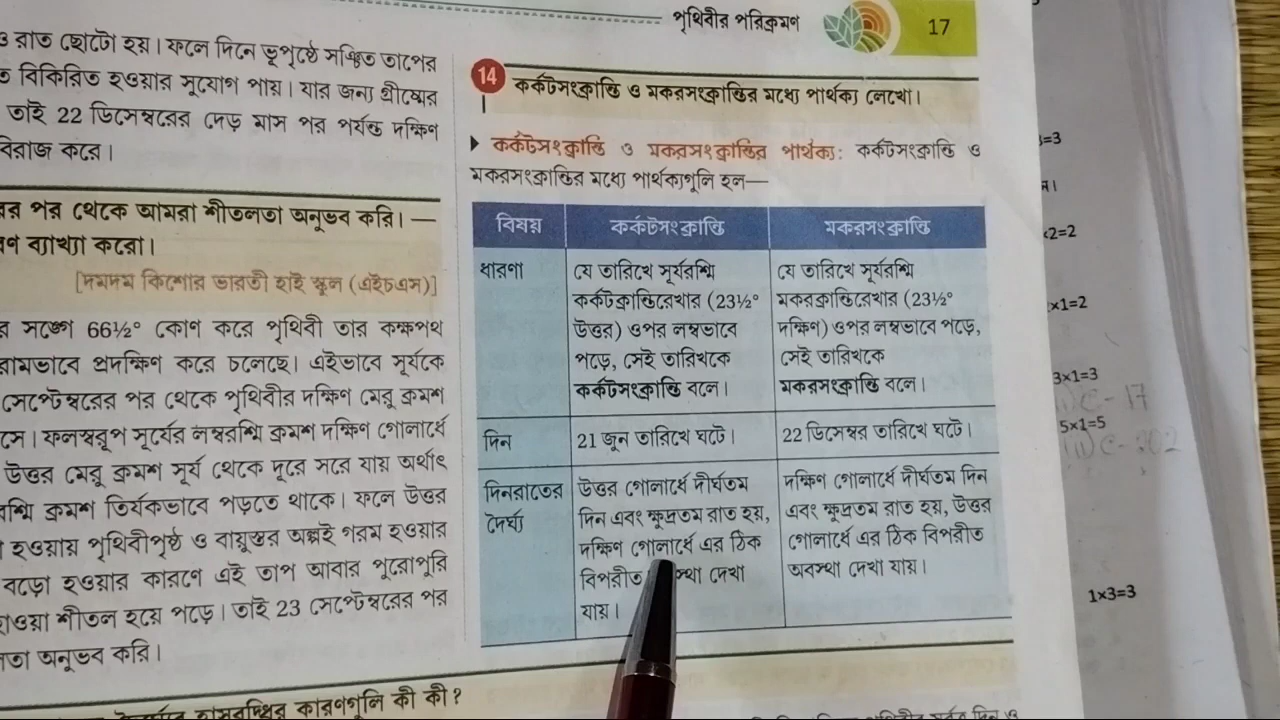 পৃথিবীর পরিক্রমণ
17
ও রাত ছোটো হয়। ফলে দিনে ভূপৃষ্ঠে সঞ্চিত তাপের
বিকিরিত হওয়ার সুযোগ পায়। যার জন্য গ্রীষ্মের
তাই 22 ডিসেম্বরের দেড় মাস পর পর্যন্ত দক্ষিণ
বিরাজ করে।
পর থেকে আমরা শীতলতা অনুভব করি। —
ব্যাখ্যা করো।
[দমদম কিশোর ভারতী হাই স্কুল (এইচএস)]
সঙ্গে 66½° কোণ করে পৃথিবী তার কক্ষপথ
প্রদক্ষিণ করে চলেছে। এইভাবে সূর্যকে
সেপ্টেম্বরের পর থেকে পৃথিবীর দক্ষিণ মেরু ক্রমশ
ফলস্বরূপ সূর্যের লম্বরশ্মি ক্রমশ দক্ষিণ গোলার্ধে
উত্তর মেরু ক্রমশ সূর্য থেকে দূরে সরে যায় অর্থাৎ
ক্রমশ তির্যকভাবে পড়তে থাকে। ফলে উত্তর
হওয়ায় পৃথিবীপৃষ্ঠ ও বায়ুস্তর অল্পই গরম হওয়ার
বড়ো হওয়ার কারণে এই তাপ আবার পুরোপুরি
শীতল হয়ে পড়ে। তাই 23 সেপ্টেম্বরের পর
অনুভব করি।
কারণগুলি কী কী?
14 কর্কটসংক্রান্তি ও মকরসংক্রান্তির মধ্যে পার্থক্য লেখো।
▶ কর্কটসংক্রান্তি ও মকরসংক্রান্তির পার্থক্য: কর্কটসংক্রান্তি ও
মকরসংক্রান্তির মধ্যে পার্থক্যগুলি হল—
বিষয় কর্কটসংক্রান্তি মকরসংক্রান্তি
ধারণা যে তারিখে সূর্যরশ্মি যে তারিখে সূর্যরশ্মি
কর্কটক্রান্তিরেখার (23½° মকরক্রান্তিরেখার (23½°
উত্তর) ওপর লম্বভাবে দক্ষিণ) ওপর লম্বভাবে পড়ে,
পড়ে, সেই তারিখকে সেই তারিখকে
কর্কটসংক্রান্তি বলে। মকরসংক্রান্তি বলে।
দিন 21 জুন তারিখে ঘটে। 22 ডিসেম্বর তারিখে ঘটে।
দিনরাতের উত্তর গোলার্ধে দীর্ঘতম দক্ষিণ গোলার্ধে দীর্ঘতম দিন
দৈর্ঘ্য দিন এবং ক্ষুদ্রতম রাত হয়, এবং ক্ষুদ্রতম রাত হয়, উত্তর
দক্ষিণ গোলার্ধে এর ঠিক গোলার্ধে এর ঠিক বিপরীত
বিপরীত দেখা অবস্থা দেখা যায়।
যায়।
3×1=3
5×1=5
1×3=3